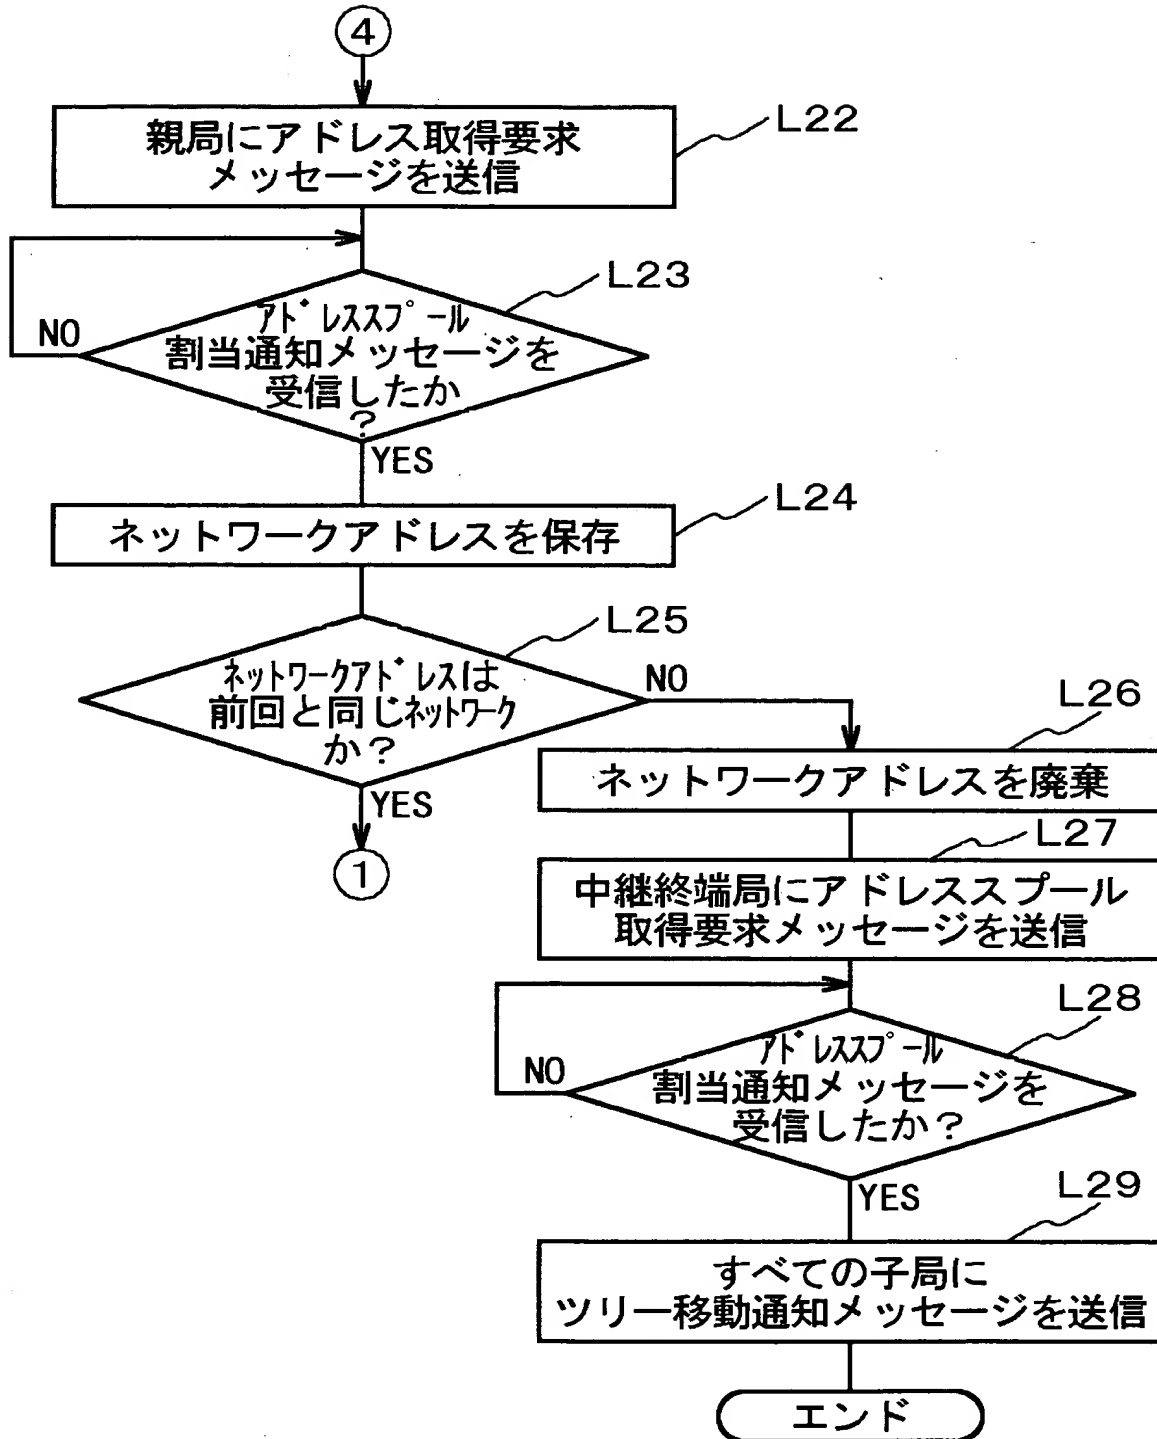 ④
親局にアドレス取得要求
メッセージを送信
L22
L23
アドレススプール
割当通知メッセージを
受信したか
?
NO
YES
L24
ネットワークアドレスを保存
L25
ネットワークアドレスは
前回と同じネットワーク
か?
NO
YES
①
L26
ネットワークアドレスを廃棄
L27
中継終端局にアドレススプール
取得要求メッセージを送信
L28
アドレススプール
割当通知メッセージを
受信したか?
NO
YES
L29
すべての子局に
ツリー移動通知メッセージを送信
エンド